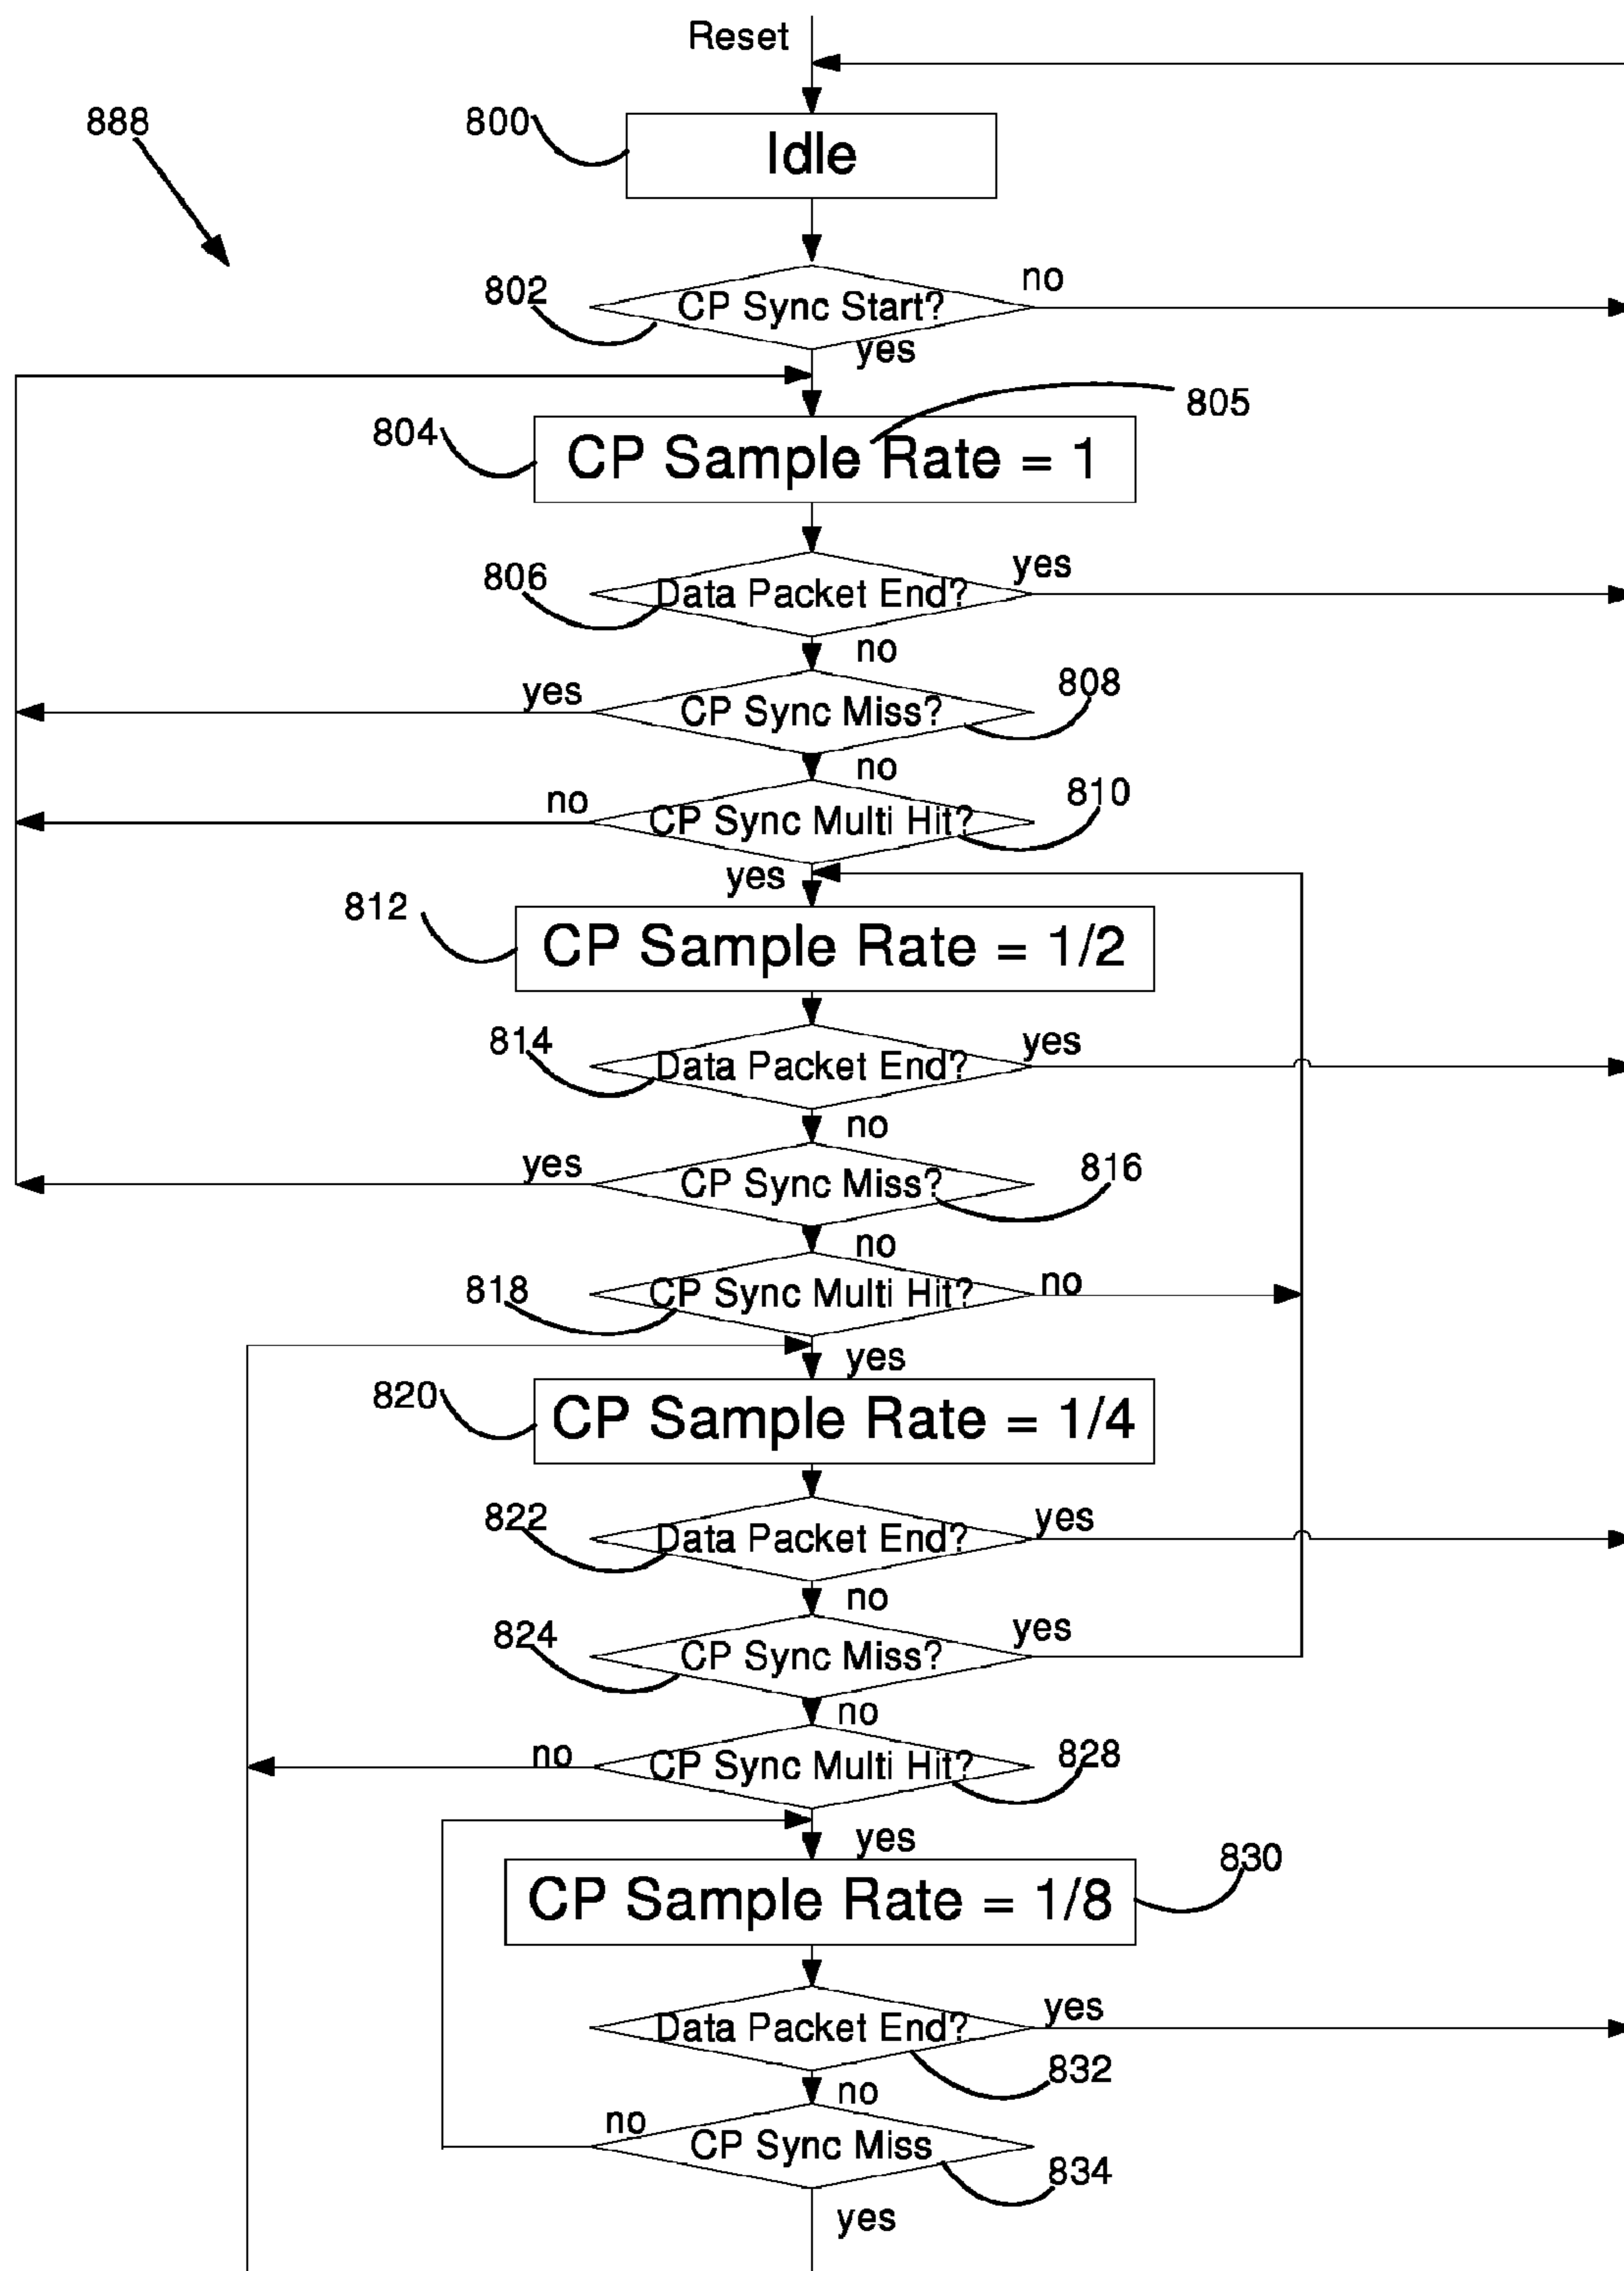 Reset
888
800
Idle
802
CP Sync Start?
no
yes
804
CP Sample Rate = 1
805
806
Data Packet End?
yes
no
yes
CP Sync Miss?
808
no
no
CP Sync Multi Hit?
810
yes
812
CP Sample Rate = 1/2
814
Data Packet End?
yes
no
yes
CP Sync Miss?
816
no
818
CP Sync Multi Hit?
no
yes
820
CP Sample Rate = 1/4
822
Data Packet End?
yes
no
824
CP Sync Miss?
yes
no
no
CP Sync Multi Hit?
828
yes
CP Sample Rate = 1/8
830
Data Packet End?
yes
832
no
no
CP Sync Miss
834
yes